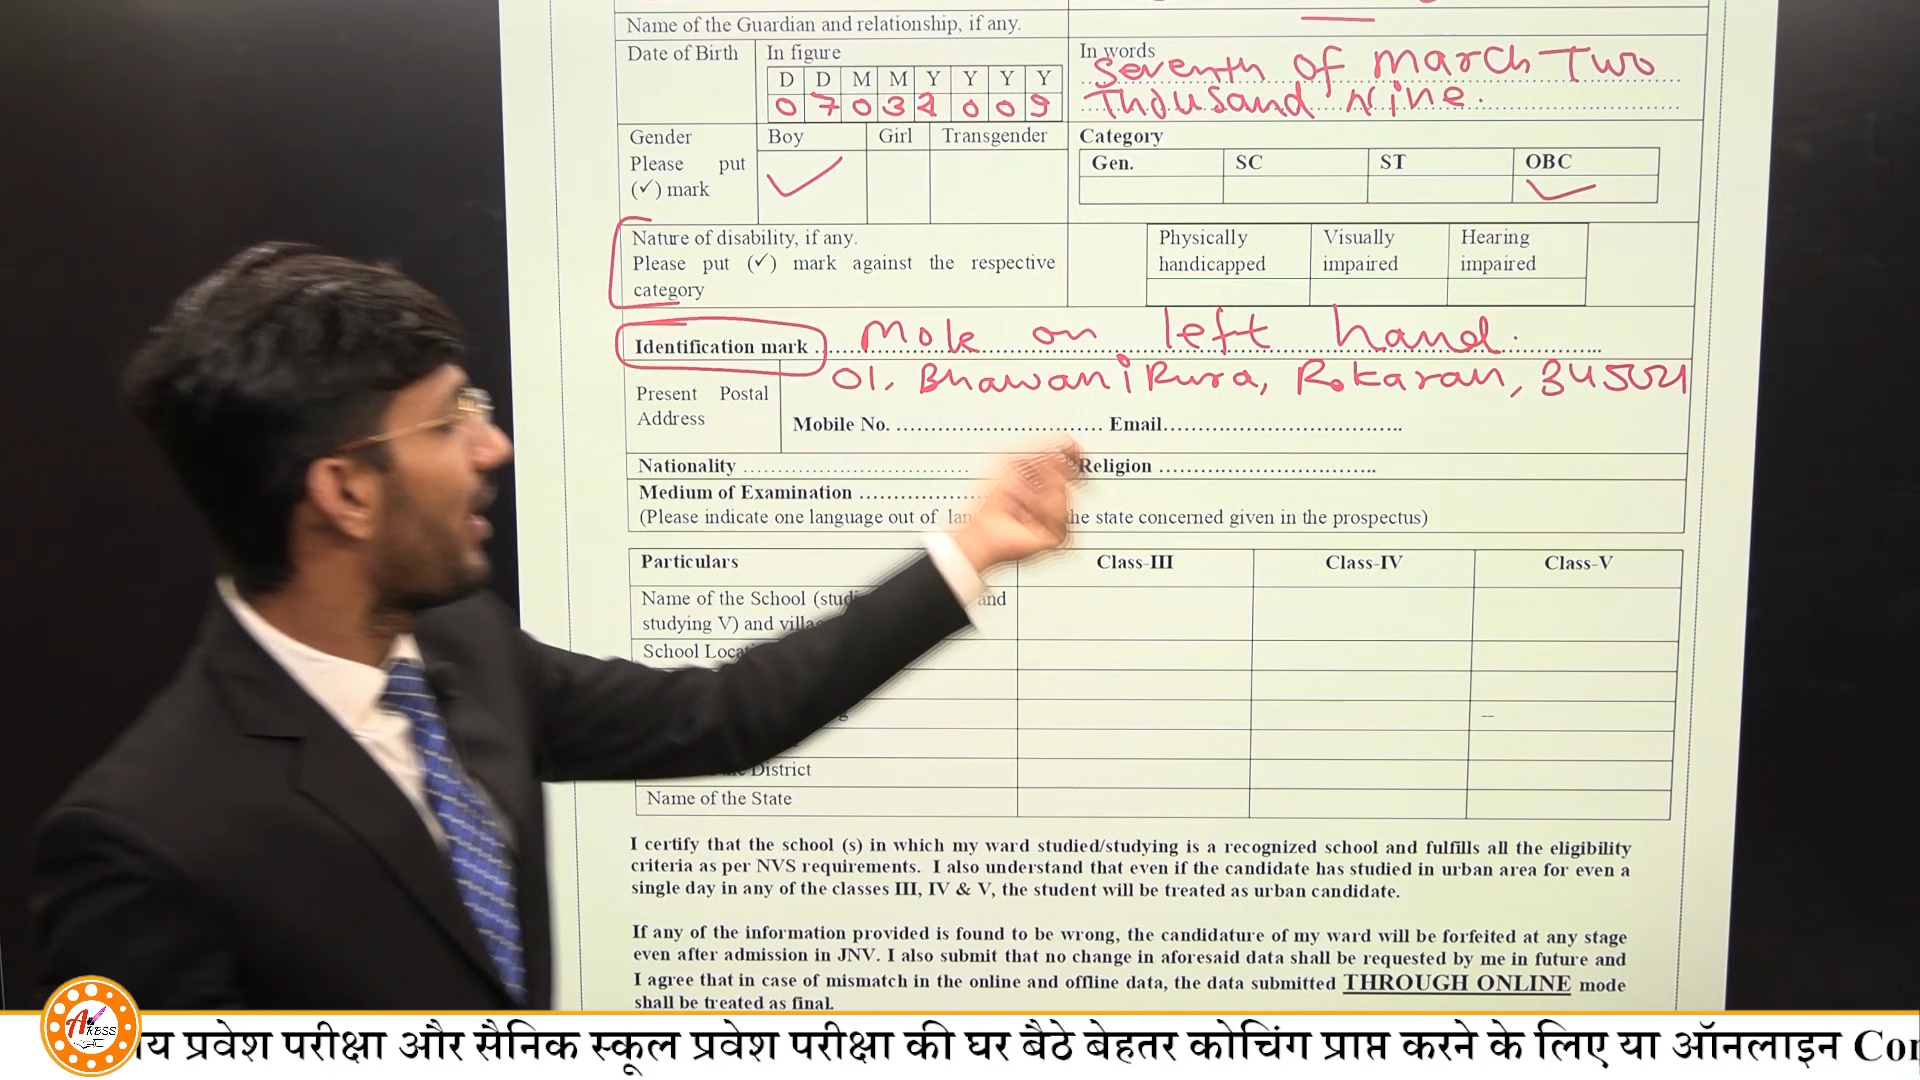 Name of the Guardian and relationship, if any.
Date of Birth In figure In words
D D M M Y Y Y Y
0 7 0 3 2 0 0 9
Seventh of March Two
Thousand Nine.
Gender Boy Girl Transgender Category
Please put
(✓) mark
Gen. SC ST OBC
Nature of disability, if any.
Please put (✓) mark against the respective
category
Physically handicapped Visually impaired Hearing impaired
Identification mark Mole on left hand.
Present Postal Address 01, Bhawani Pura, Pokaran, 345021
Mobile No. Email
Nationality Religion
Medium of Examination
(Please indicate one language out of the state concerned given in the prospectus)
Particulars Class-III Class-IV Class-V
Name of the School and
studying V) and
School
–
District
Name of the State
I certify that the school (s) in which my ward studied/studying is a recognized school and fulfills all the eligibility
criteria as per NVS requirements. I also understand that even if the candidate has studied in urban area for even a
single day in any of the classes III, IV & V, the student will be treated as urban candidate.
If any of the information provided is found to be wrong, the candidature of my ward will be forfeited at any stage
even after admission in JNV. I also submit that no change in aforesaid data shall be requested by me in future and
I agree that in case of mismatch in the online and offline data, the data submitted THROUGH ONLINE mode
shall be treated as final.
प्रवेश परीक्षा और सैनिक स्कूल प्रवेश परीक्षा की घर बैठे बेहतर कोचिंग प्राप्त करने के लिए या ऑनलाइन